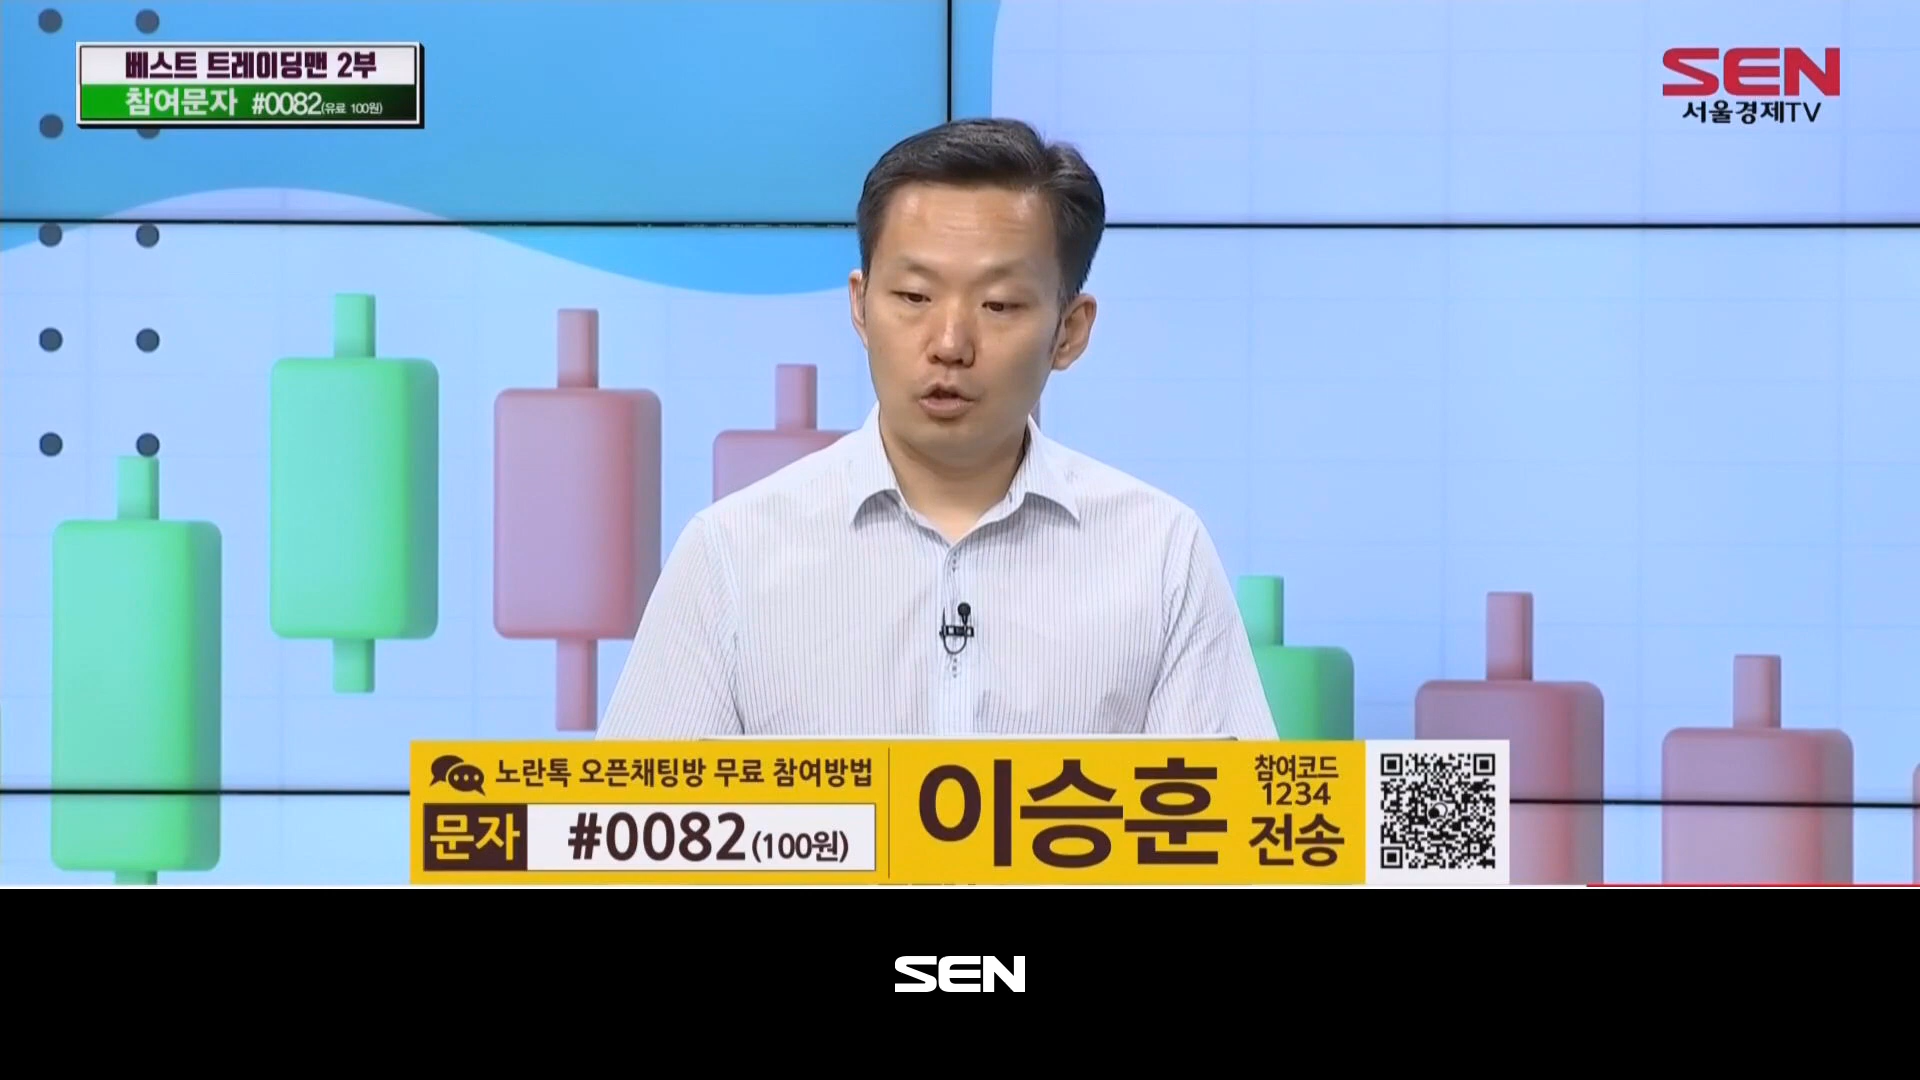 베스트 트레이딩맨 2부
참여문자 #0082(유료 100원)
SEN
서울경제TV
노란톡 오픈채팅방 무료 참여방법
문자 #0082(100원)
이승훈
참여코드
1234
전송
SEN